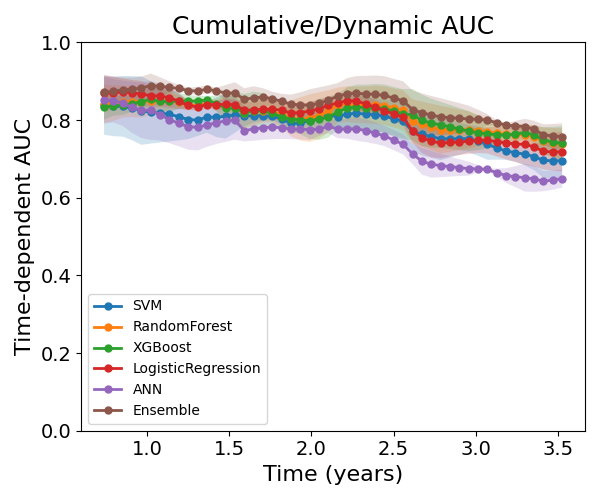 Cumulative/Dynamic AUC
Time-dependent AUC
1.0
0.8
0.6
0.4
0.2
0.0
SVM
RandomForest
XGBoost
LogisticRegression
ANN
Ensemble
1.0 1.5 2.0 2.5 3.0 3.5
Time (years)